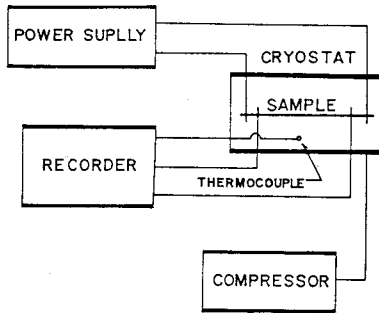 POWER SUPLLY
CRYOSTAT
SAMPLE
RECORDER
THERMOCOUPLE
COMPRESSOR